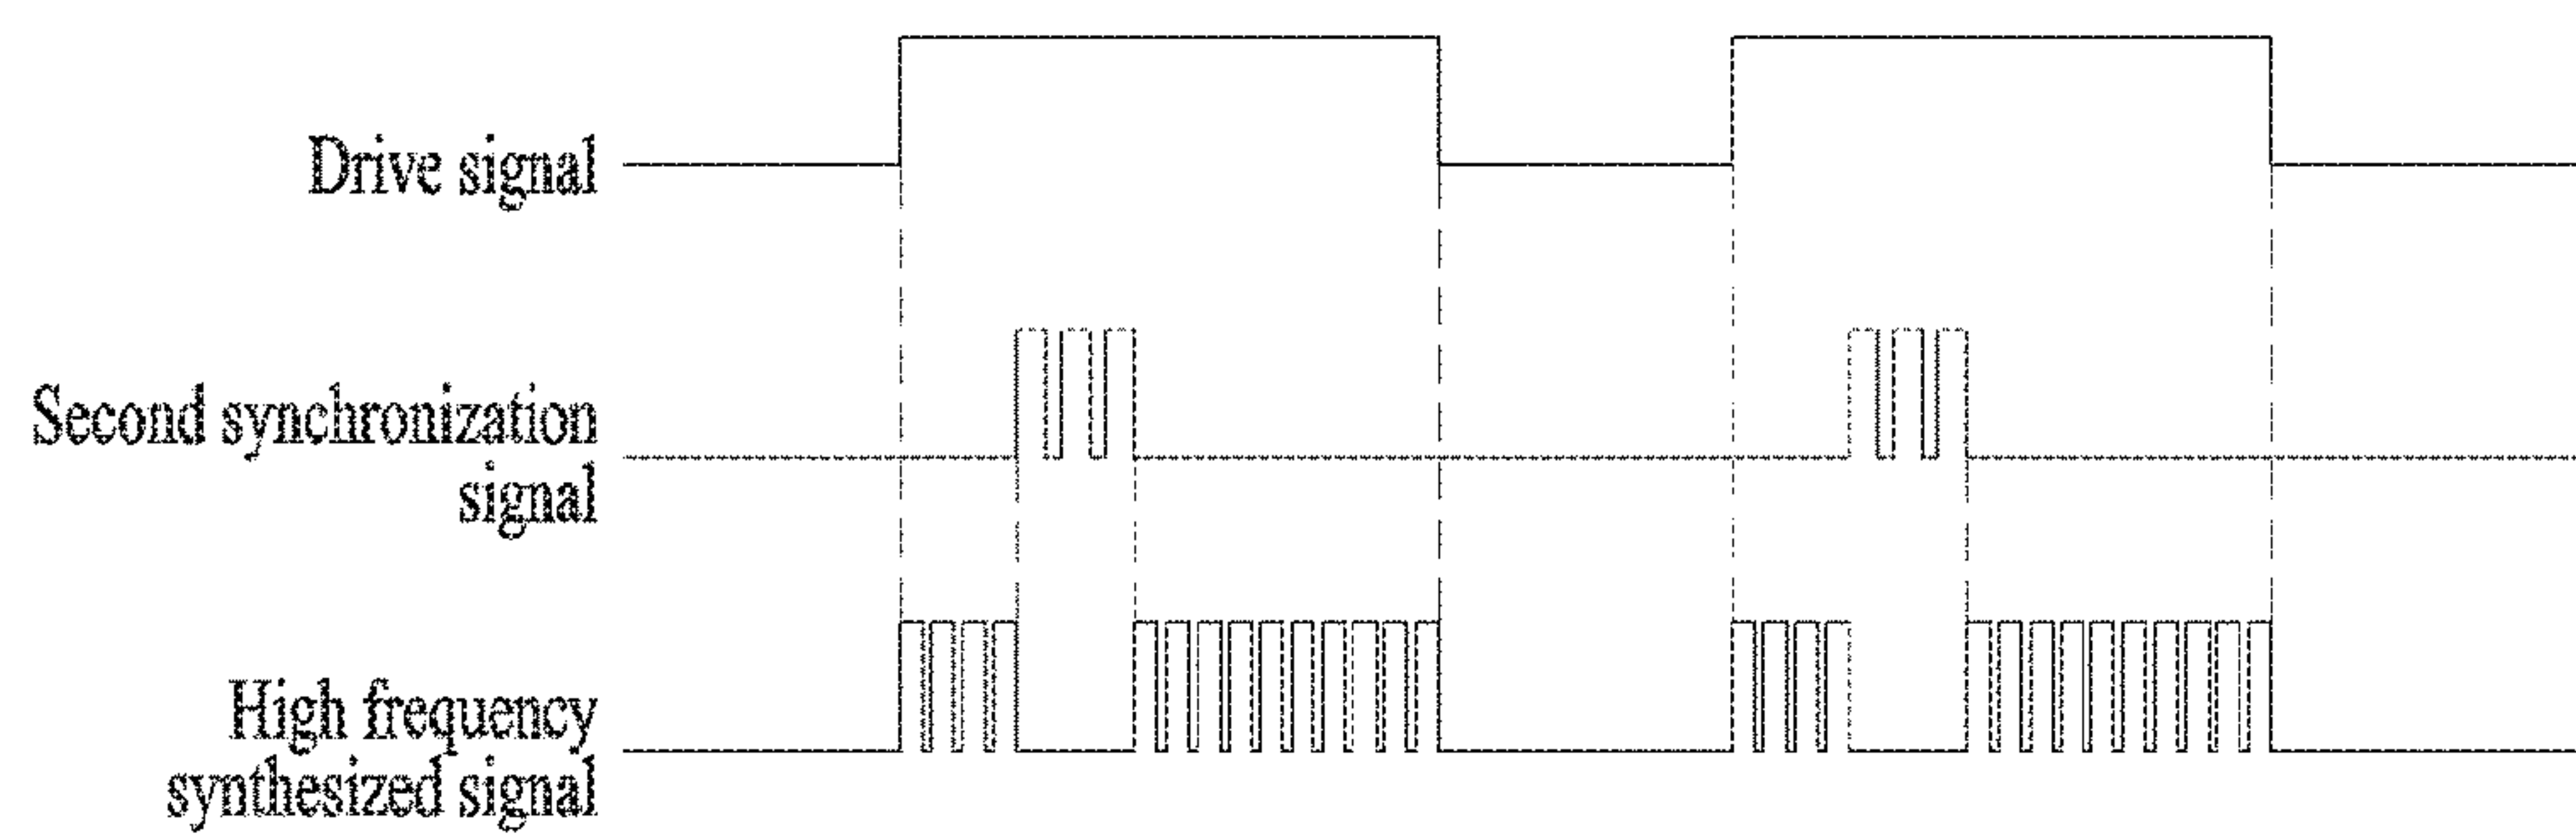 Drive signal
Second synchronization
signal
High frequency
synthesized signal